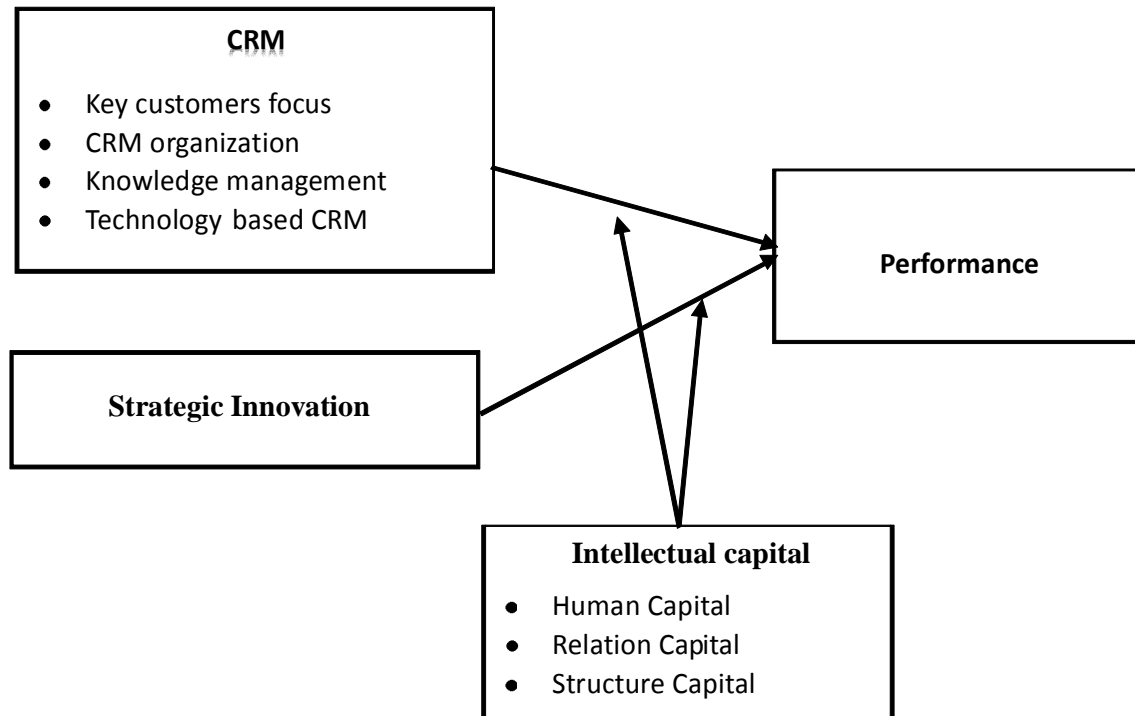 CRM
Key customers focus
CRM organization
Knowledge management
Technology based CRM
Performance
Strategic Innovation
Intellectual capital
Human Capital
Relation Capital
Structure Capital